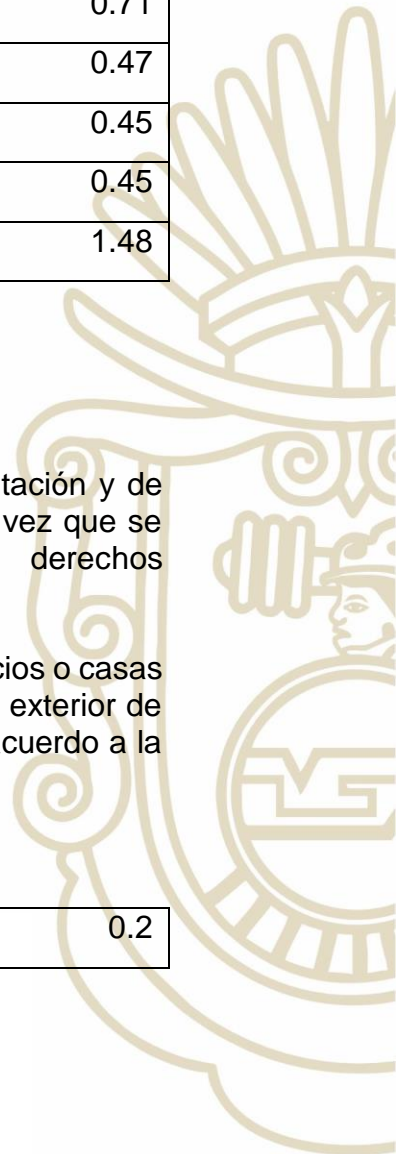 0.71
0.47
0.45
0.45
1.48
tación y de
vez que se
derechos
cios o casas
exterior de
cuerdo a la
0.2